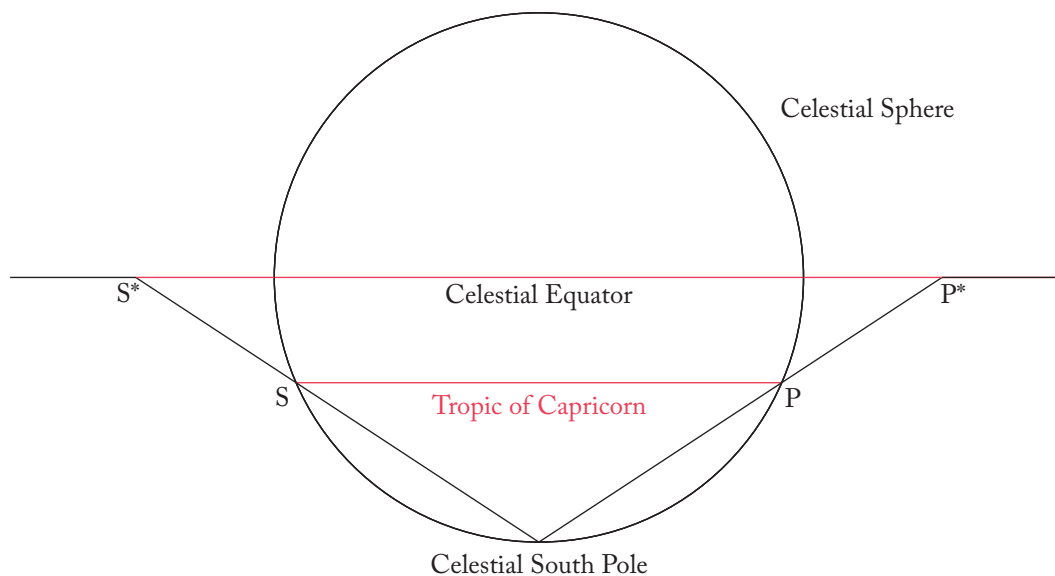 Celestial Sphere
S*
Celestial Equator
P*
S
Tropic of Capricorn
P
Celestial South Pole